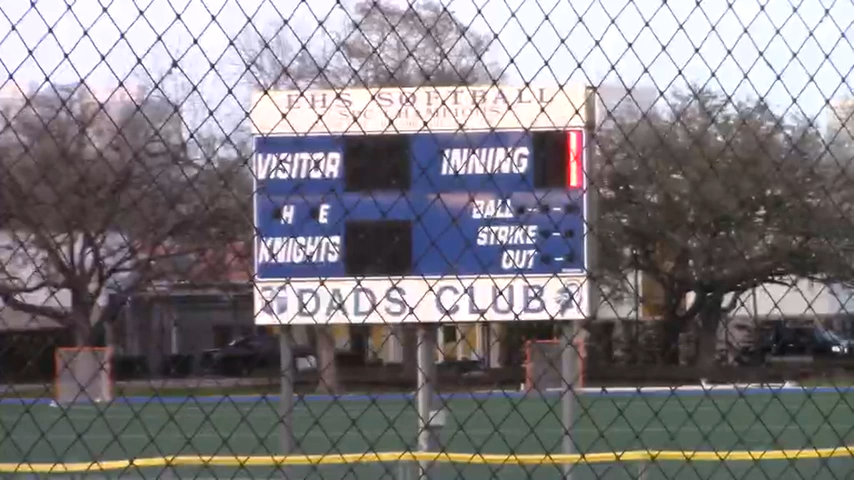 EHS SOFTBALL
VISITOR INNING
H E BALL
KNIGHTS STRIKE
OUT
DADS CLUB